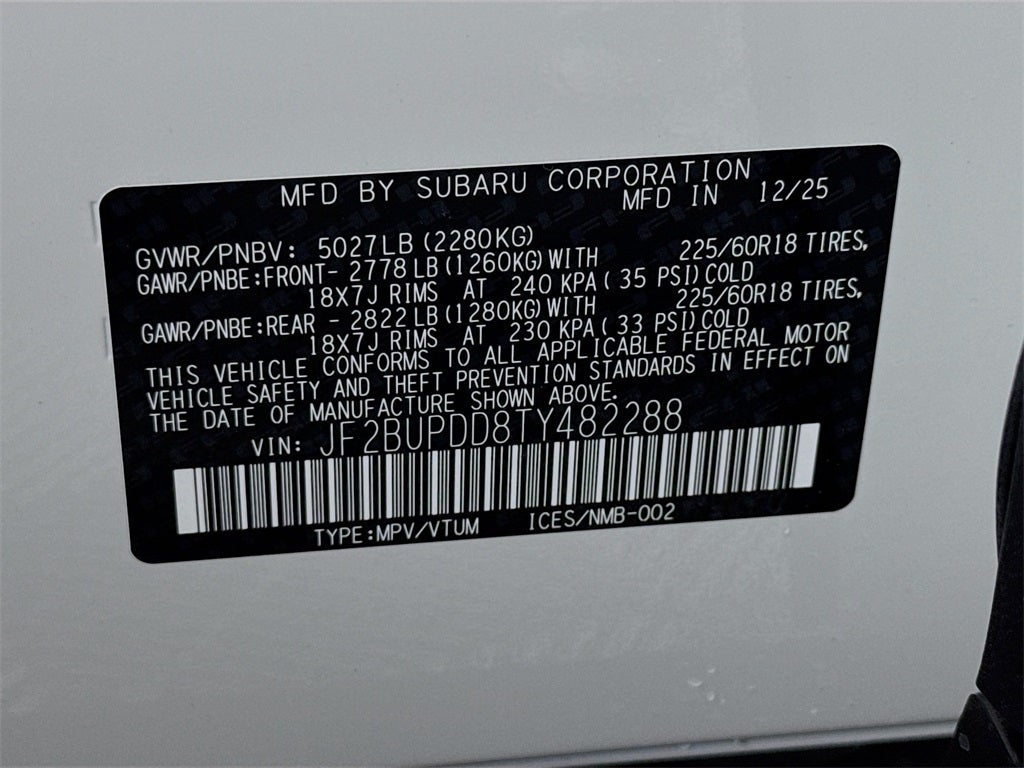 MFD BY SUBARU CORPORATION
MFD IN 12/25
GVWR/PNBV: 5027LB (2280KG)
GAWR/PNBE:FRONT- 2778 LB (1260KG) WITH 225/60R18 TIRES,
18X7J RIMS AT 240 KPA ( 35 PSI) COLD
GAWR/PNBE:REAR - 2822 LB (1280KG) WITH 225/60R18 TIRES,
18X7J RIMS AT 230 KPA ( 33 PSI) COLD
THIS VEHICLE CONFORMS TO ALL APPLICABLE FEDERAL MOTOR
VEHICLE SAFETY AND THEFT PREVENTION STANDARDS IN EFFECT ON
THE DATE OF MANUFACTURE SHOWN ABOVE.
VIN: JF2BUPDD8TY482288
TYPE:MPV/VTUM ICES/NMB-002